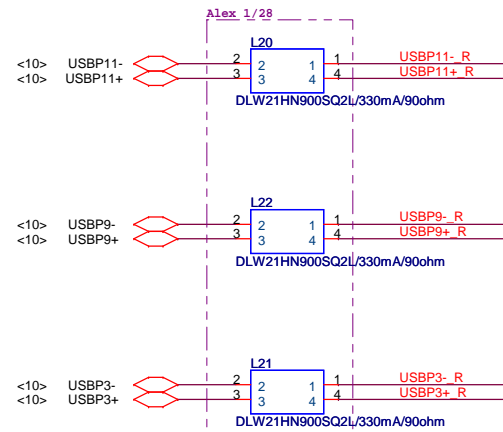 Alex 1/28
L20
<10> USBP11- 2 2 1 1 USBP11-_R
<10> USBP11+ 3 3 4 4 USBP11+_R
DLW21HN900SQ2L/330mA/90ohm
L22
<10> USBP9- 2 2 1 1 USBP9-_R
<10> USBP9+ 3 3 4 4 USBP9+_R
DLW21HN900SQ2L/330mA/90ohm
L21
<10> USBP3- 2 2 1 1 USBP3-_R
<10> USBP3+ 3 3 4 4 USBP3+_R
DLW21HN900SQ2L/330mA/90ohm